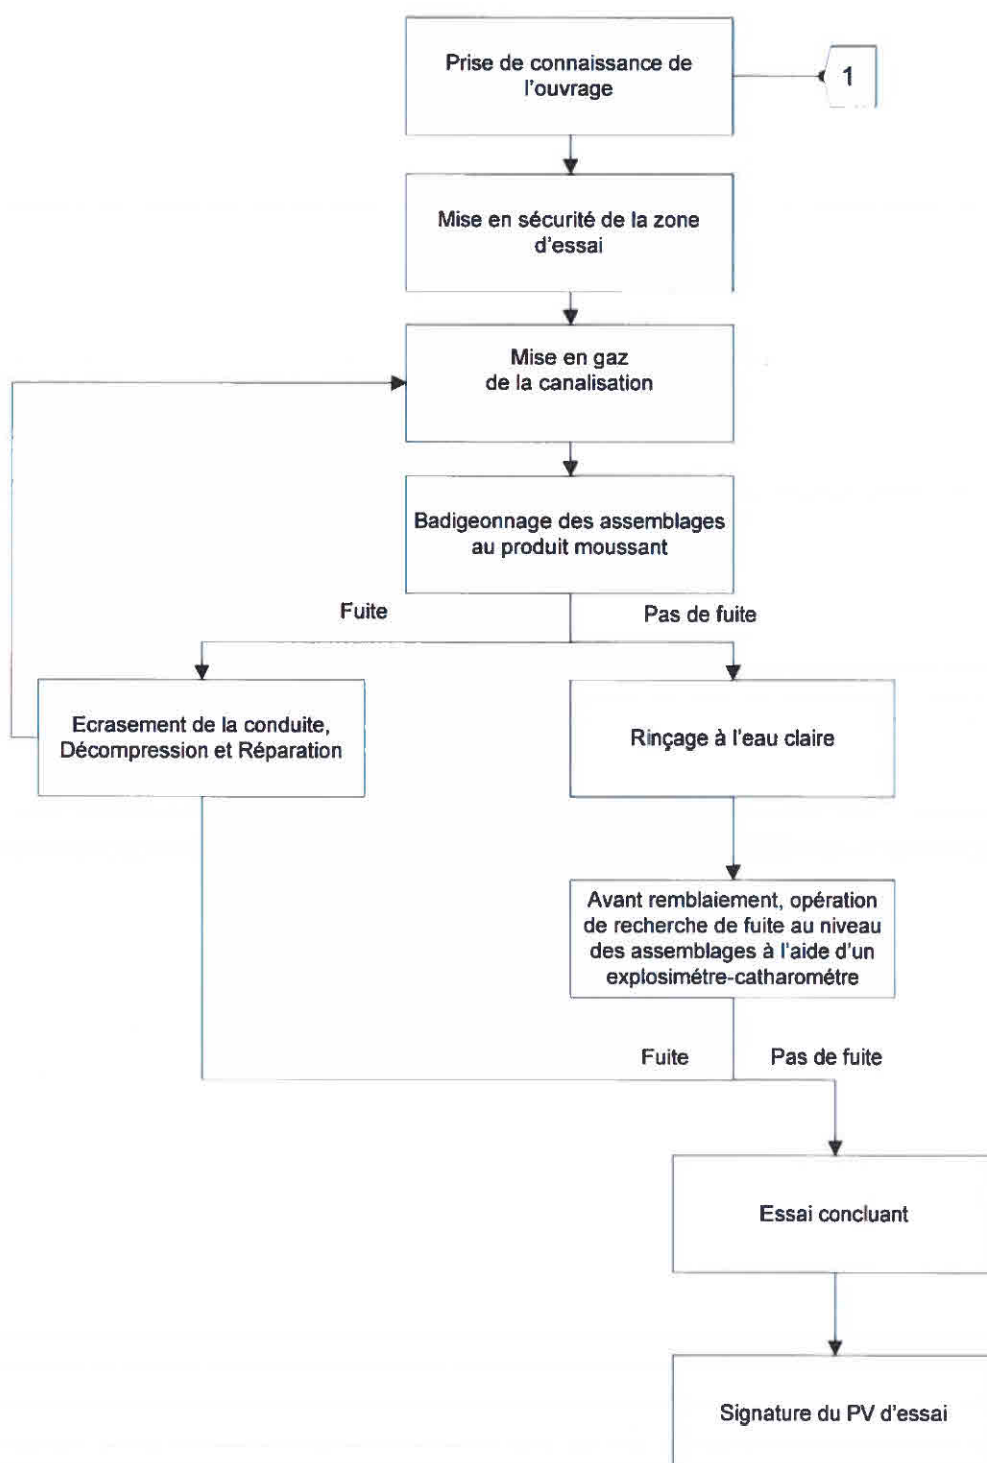 Prise de connaissance de
l'ouvrage
1
Mise en sécurité de la zone
d'essai
Mise en gaz
de la canalisation
Badigeonnage des assemblages
au produit moussant
Fuite
Pas de fuite
Ecrasement de la conduite,
Décompression et Réparation
Rinçage à l'eau claire
Avant remblaiement, opération
de recherche de fuite au niveau
des assemblages à l'aide d'un
explosimétre-catharométre
Fuite
Pas de fuite
Essai concluant
Signature du PV d'essai